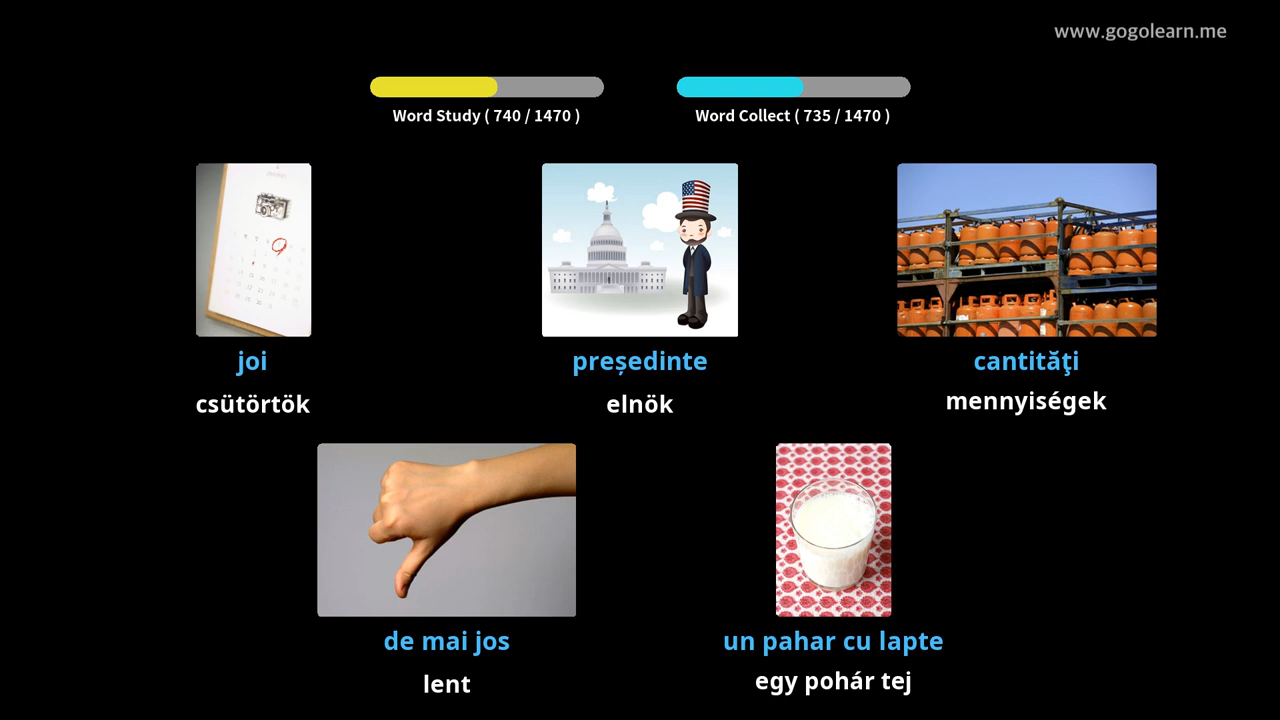 www.gogolearn.me
Word Study ( 740 / 1470 )
Word Collect ( 735 / 1470 )
joi
președinte
cantităţi
csütörtök
elnök
mennyiségek
de mai jos
un pahar cu lapte
lent
egy pohár tej